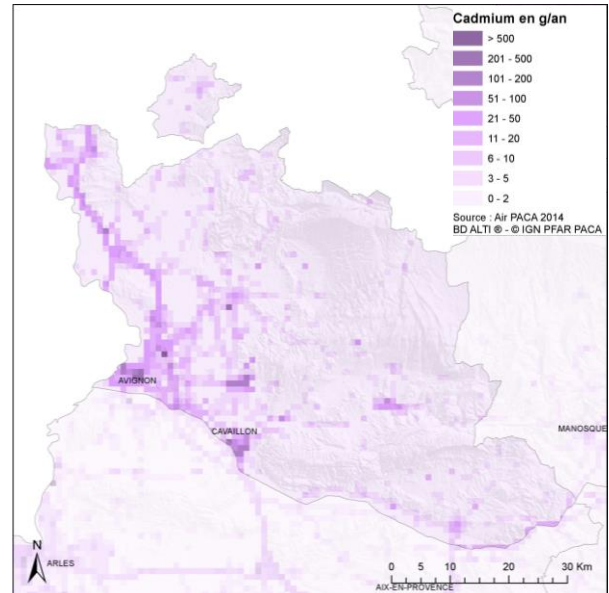 Cadmium en g/an
> 500
201 - 500
101 - 200
51 - 100
21 - 50
11 - 20
6 - 10
3 - 5
0 - 2
Source : Air PACA 2014
BD ALTI ® - © IGN PFAR PACA
AVIGNON
CAVAILLON
MANOSQUE
N
ARLES
0 10 20 30 Km
AIX-EN-PROVENCE